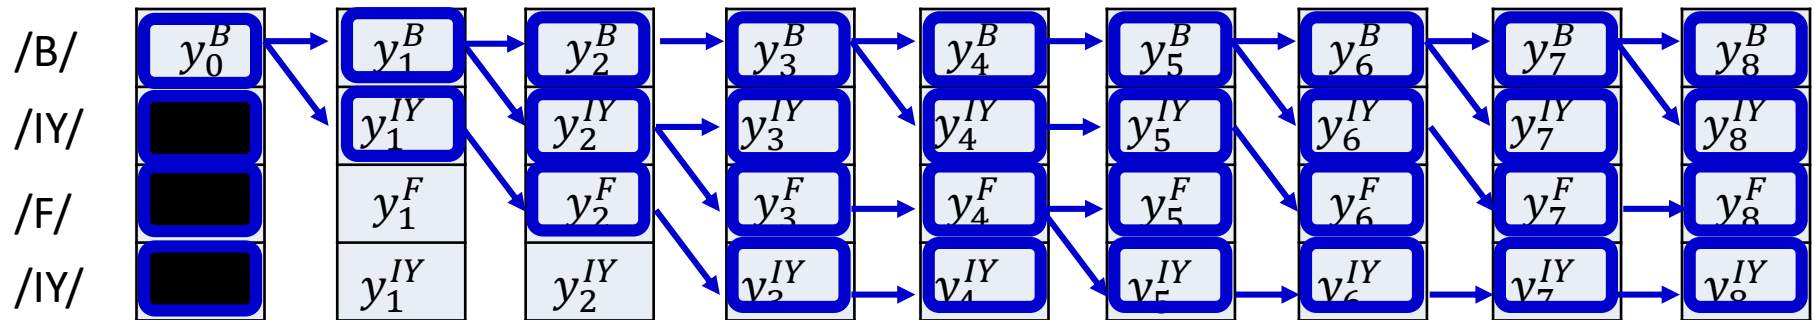 /B/ y_0^B y_1^B y_2^B y_3^B y_4^B y_5^B y_6^B y_7^B y_8^B
/IY/ y_1^{IY} y_2^{IY} y_3^{IY} y_4^{IY} y_5^{IY} y_6^{IY} y_7^{IY} y_8^{IY}
/F/ y_1^F y_2^F y_3^F y_4^F y_5^F y_6^F y_7^F y_8^F
/IY/ y_1^{IY} y_2^{IY} y_3^{IY} y_4^{IY} y_5^{IY} y_6^{IY} y_7^{IY} y_8^{IY}